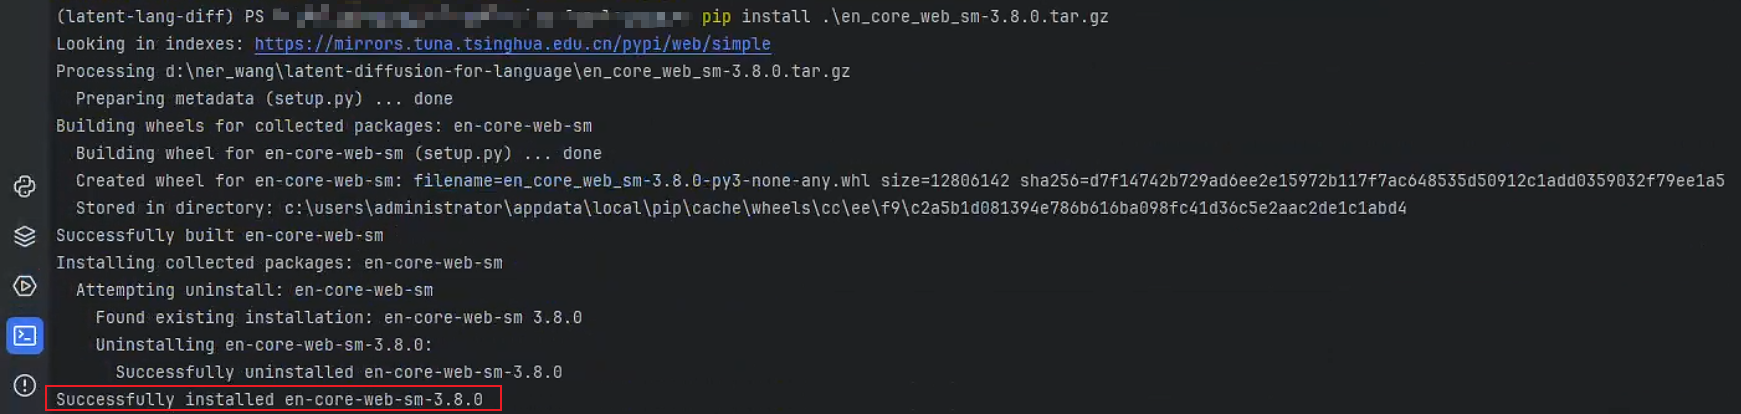 (latent-lang-diff) PS pip install .\en_core_web_sm-3.8.0.tar.gz
Looking in indexes: https://mirrors.tuna.tsinghua.edu.cn/pypi/web/simple
Processing d:\ner_wang\latent-diffusion-for-language\en_core_web_sm-3.8.0.tar.gz
Preparing metadata (setup.py) ... done
Building wheels for collected packages: en-core-web-sm
Building wheel for en-core-web-sm (setup.py) ... done
Created wheel for en-core-web-sm: filename=en_core_web_sm-3.8.0-py3-none-any.whl size=12806142 sha256=d7f14742b729ad6ee2e15972b117f7ac648535d50912c1add0359032f79ee1a5
Stored in directory: c:\users\administrator\appdata\local\pip\cache\wheels\cc\ee\f9\c2a5b1d081394e786b616ba098fc41d36c5e2aac2de1c1abd4
Successfully built en-core-web-sm
Installing collected packages: en-core-web-sm
Attempting uninstall: en-core-web-sm
Found existing installation: en-core-web-sm 3.8.0
Uninstalling en-core-web-sm-3.8.0:
Successfully uninstalled en-core-web-sm-3.8.0
Successfully installed en-core-web-sm-3.8.0